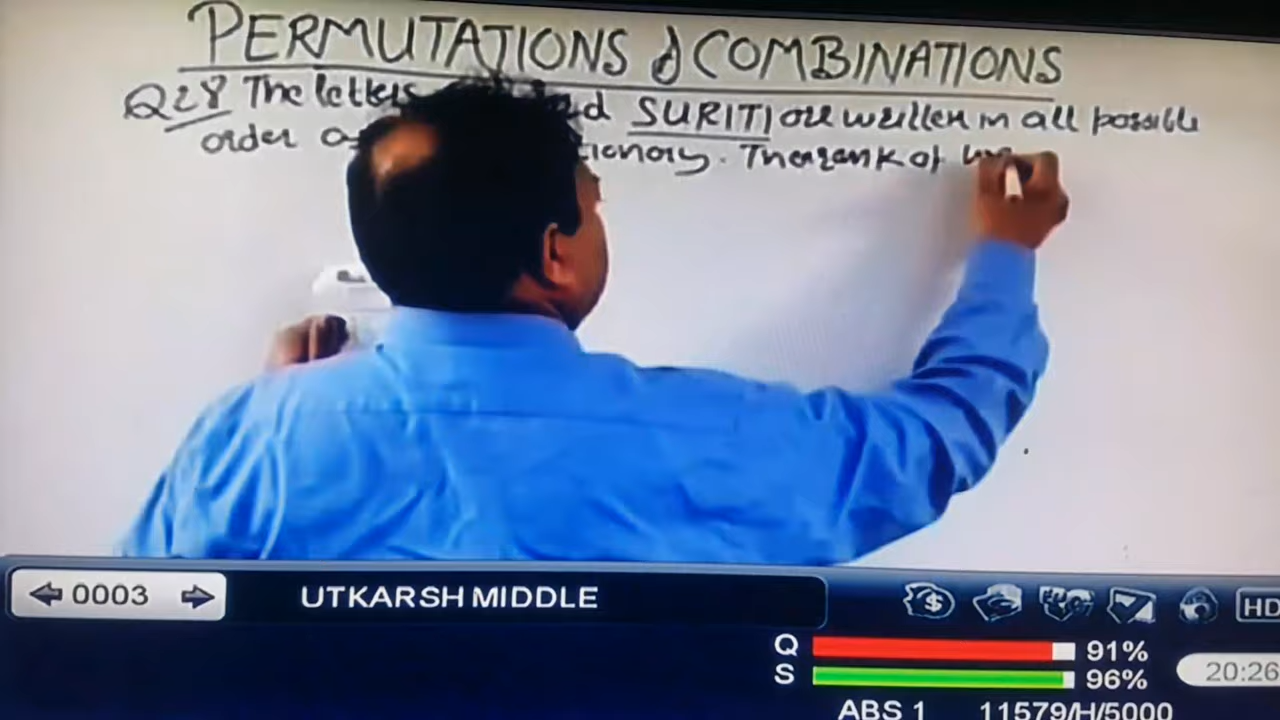 PERMUTATIONS & COMBINATIONS
Q28 The letters SURITI are written in all possible
order The rank of
0003
UTKARSH MIDDLE
$
HD
Q 91%
S 96%
20:26
ABS 1 11579/H/5000